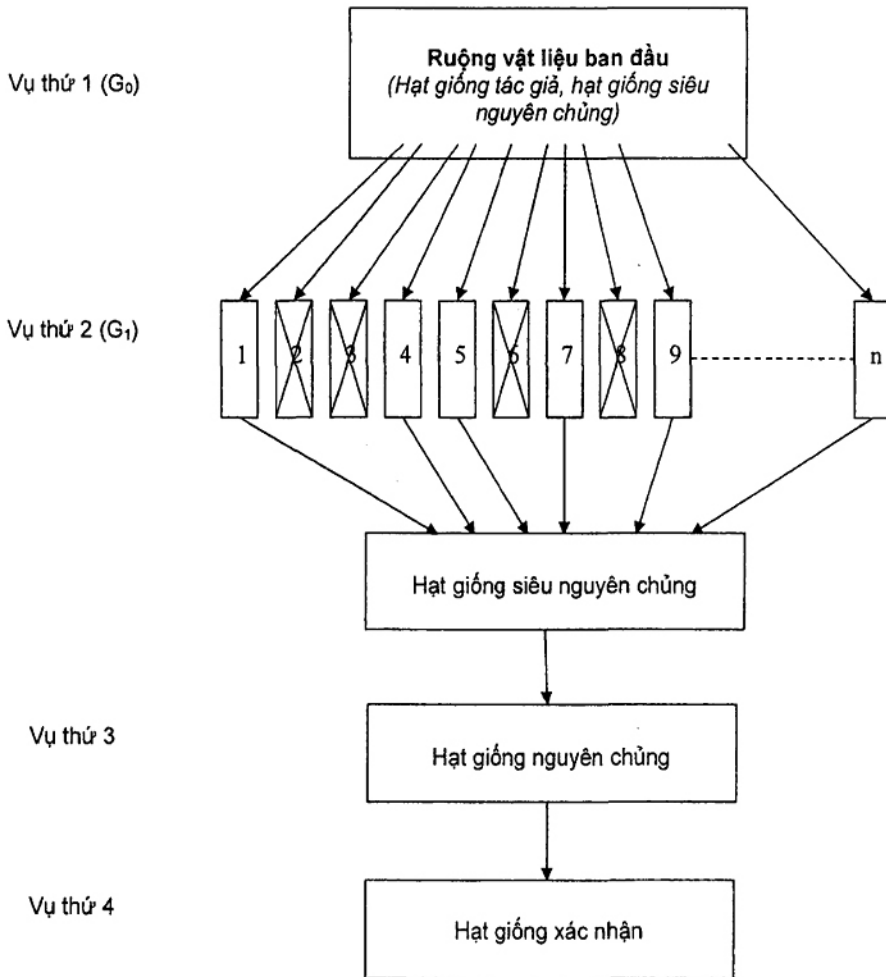 Ruộng vật liệu ban đầu
Vụ thứ 1 (G₀)
(Hạt giống tác giả, hạt giống siêu
nguyên chủng)
Vụ thứ 2 (G₁)
1 2 3 4 5 6 7 8 9 n
Hạt giống siêu nguyên chủng
Vụ thứ 3
Hạt giống nguyên chủng
Vụ thứ 4
Hạt giống xác nhận